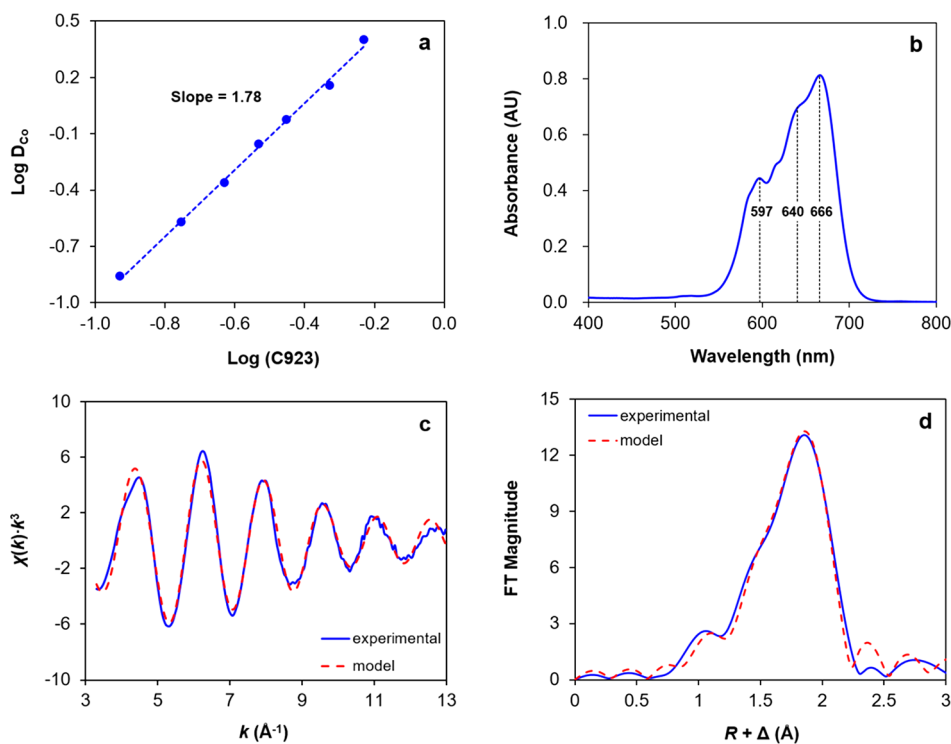 a
0.5
0.2
-0.1
-0.4
-0.7
-1.0
Log D_Co
Slope = 1.78
-1.0 -0.8 -0.6 -0.4 -0.2 0.0
Log (C923)
b
1.0
0.8
0.6
0.4
0.2
0.0
Absorbance (AU)
597 640 666
400 500 600 700 800
Wavelength (nm)
c
10
6
2
-2
-6
-10
χ(k)·k³
experimental
model
3 5 7 9 11 13
k (Å⁻¹)
d
15
12
9
6
3
0
FT Magnitude
experimental
model
0 0.5 1 1.5 2 2.5 3
R + Δ (Å)